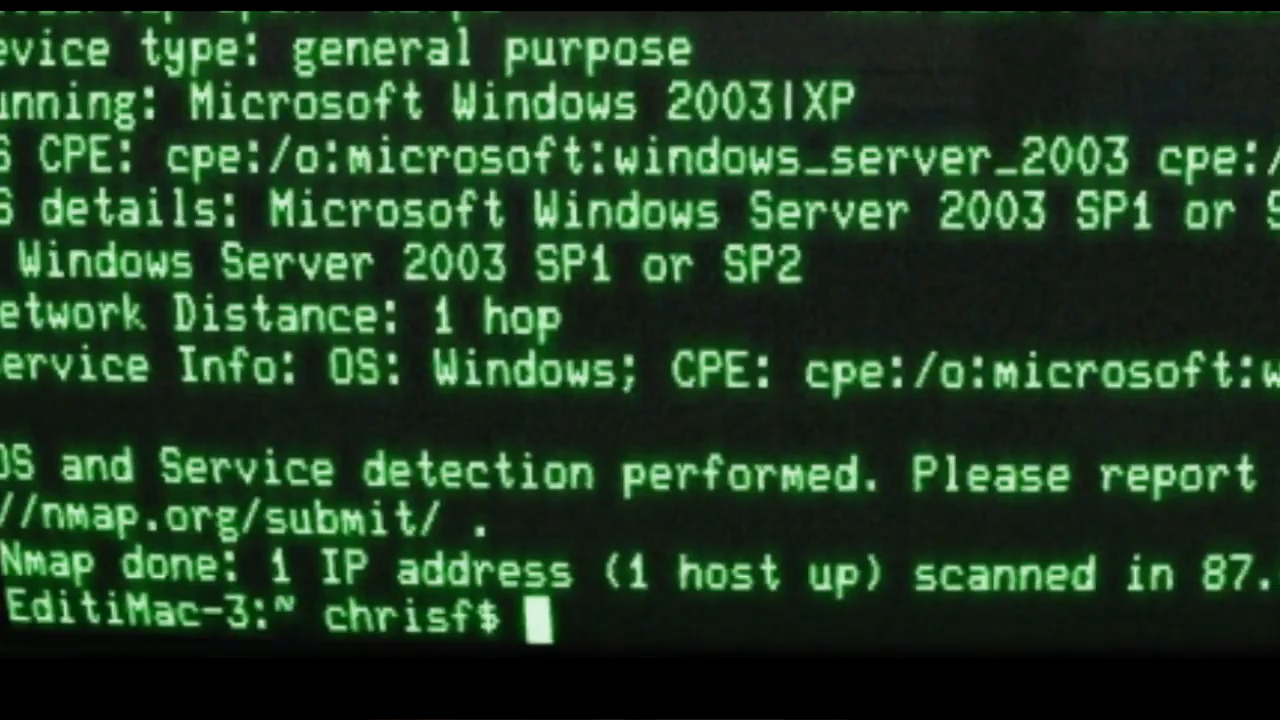 evice type: general purpose
unning: Microsoft Windows 2003|XP
S CPE: cpe:/o:microsoft:windows_server_2003 cpe:/
S details: Microsoft Windows Server 2003 SP1 or S
Windows Server 2003 SP1 or SP2
etwork Distance: 1 hop
ervice Info: OS: Windows; CPE: cpe:/o:microsoft:w
OS and Service detection performed. Please report
//nmap.org/submit/ .
Nmap done: 1 IP address (1 host up) scanned in 87.
EditiMac-3:~ chrisf$